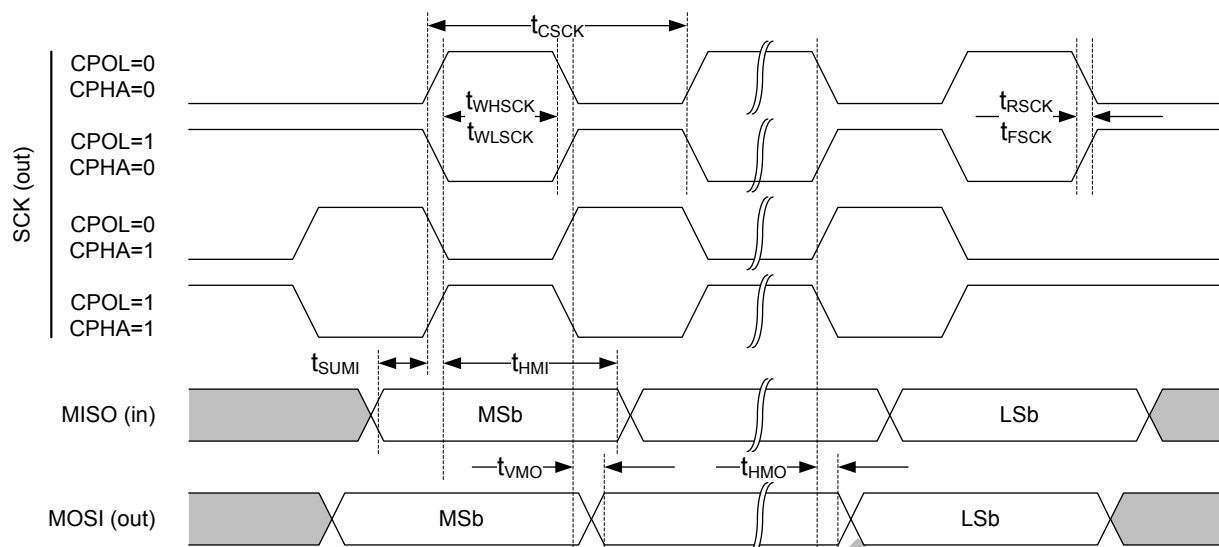 tCSCK
CPOL=0
CPHA=0
tWHSCK
tRSCK
tWLSCK
tFSCK
CPOL=1
CPHA=0
SCK (out)
CPOL=0
CPHA=1
CPOL=1
CPHA=1
tSUMI
tHMI
MISO (in)
MSb
LSb
tVMO
tHMO
MOSI (out)
MSb
LSb